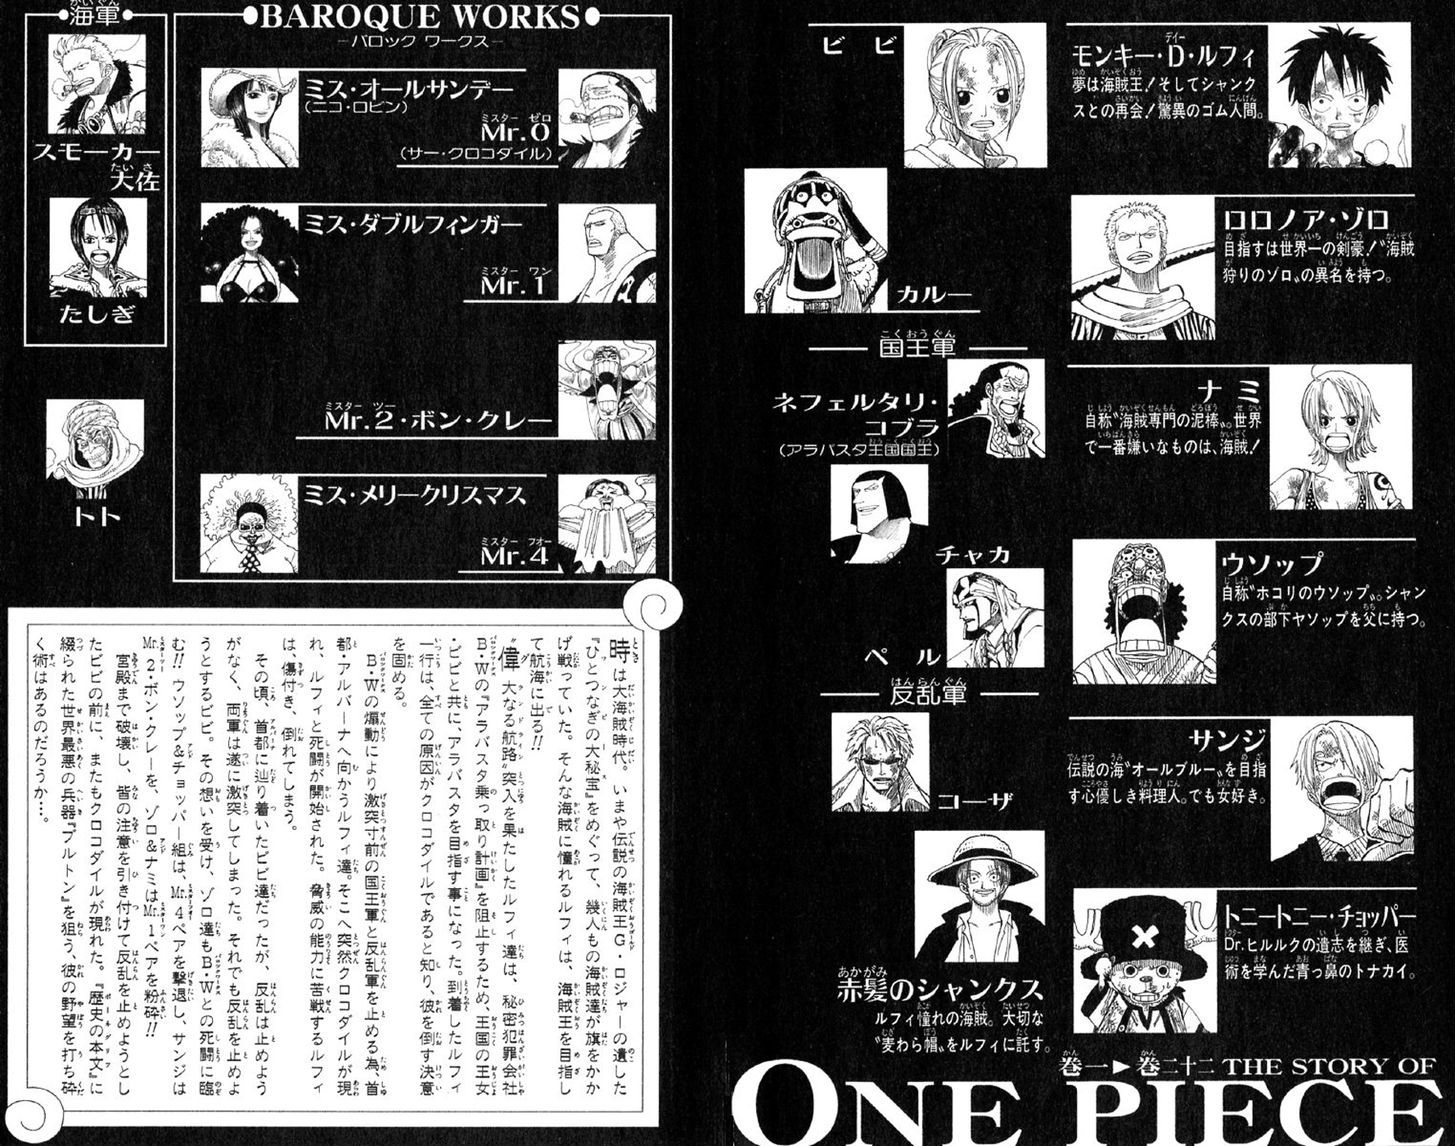 モンキー・D・ルフィ
夢は海賊王！そしてシャンク
スとの再会！驚異のゴム人間。
ロロノア・ゾロ
目指すは世界一の剣豪！〝海賊
狩りのゾロ〟の異名を持つ。
ナミ
自称〝海賊専門の泥棒〟。世界
で一番嫌いなものは、海賊！
ウソップ
自称〝ホコリのウソップ〟。シャン
クスの部下ヤソップを父に持つ。
サンジ
伝説の海〝オールブルー〟を目指
す心優しき料理人。でも女好き。
トニートニー・チョッパー
Dr.ヒルルクの遺志を継ぎ、医
術を学んだ青っ鼻のトナカイ。
ビビ
カルー
国王軍
ネフェルタリ・
コブラ
(アラバスタ王国国王)
チャカ
ペル
反乱軍
コーザ
赤髪のシャンクス
ルフィ憧れの海賊。大切な
〝麦わら帽〟をルフィに託す。
巻一▶巻二十二 THE STORY OF
ONE PIECE
BAROQUE WORKS
−バロック ワークス−
ミス・オールサンデー
(ニコ・ロビン)
Mr.0
(サー・クロコダイル)
ミス・ダブルフィンガー
Mr.1
Mr.2・ボン・クレー
ミス・メリークリスマス
Mr.4
海軍
スモーカー
大佐
たしぎ
トト
時は大海賊時代。いまや伝説の海賊王G・ロジャーの遺した
『ひとつなぎの大秘宝』をめぐって、幾人もの海賊達が旗をかか
げ戦っていた。そんな海賊に憧れるルフィは、海賊王を目指し
て航海に出る!!
〝偉大なる航路〟突入を果たしたルフィ達は、秘密犯罪会社
B・Wの『アラバスタ乗っ取り計画』を阻止するため、王国の王女
・ビビと共に、アラバスタを目指す事になった。到着したルフィ
一行は、全ての原因がクロコダイルであると知り、彼を倒す決意
を固める。
B・Wの煽動により激突寸前の国王軍と反乱軍を止める為、首
都・アルバーナへ向かうルフィ達。そこへ突然クロコダイルが現
れ、ルフィと死闘が開始された。脅威の能力に苦戦するルフィ
は、傷付き、倒れてしまう。
その頃、首都に辿り着いたビビ達だったが、反乱は止めよう
がなく、両軍は遂に激突してしまった。それでも反乱を止めよ
うとするビビ。その想いを受け、ゾロ達もB・Wとの死闘に臨
む!! ウソップ&チョッパー組は、Mr.4ペアを撃退し、サンジは
Mr.2・ボン・クレーを、ゾロ&ナミはMr.1ペアを粉砕!!
宮殿まで破壊し、皆の注意を引き付けて反乱を止めようとし
たビビの前に、またもクロコダイルが現れた。『歴史の本文』に
綴られた世界最悪の兵器『プルトン』を狙う、彼の野望を打ち砕
く術はあるのだろうか…。